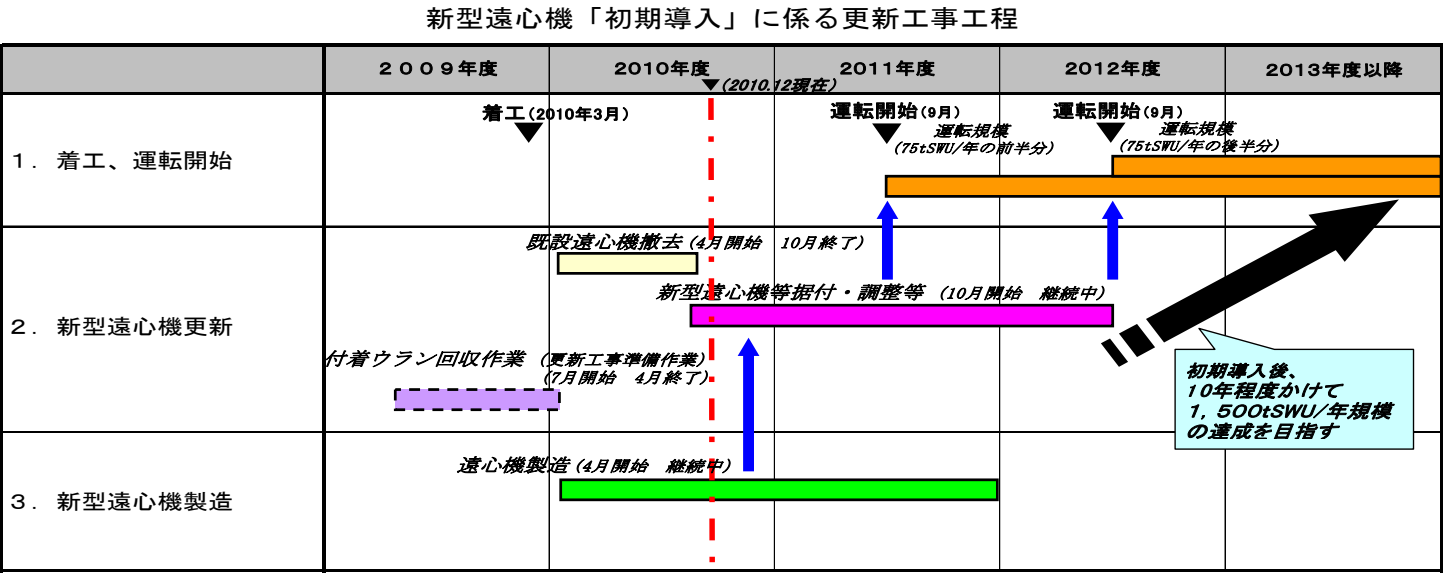 新型遠心機「初期導入」に係る更新工事工程
２００９年度
2010年度
2011年度
2012年度
2013年度以降
(2010.12現在)
1. 着工、運転開始
着工(2010年3月)
運転開始(9月)
運転規模
(75tSWU/年の前半分)
運転開始(9月)
運転規模
(75tSWU/年の後半分)
2. 新型遠心機更新
既設遠心機撤去(4月開始　10月終了)
新型遠心機等据付・調整等 (10月開始　継続中)
付着ウラン回収作業 (更新工事準備作業)
(7月開始　4月終了)
初期導入後、
10年程度かけて
1, 500tSWU/年規模
の達成を目指す
3. 新型遠心機製造
遠心機製造(4月開始　継続中)